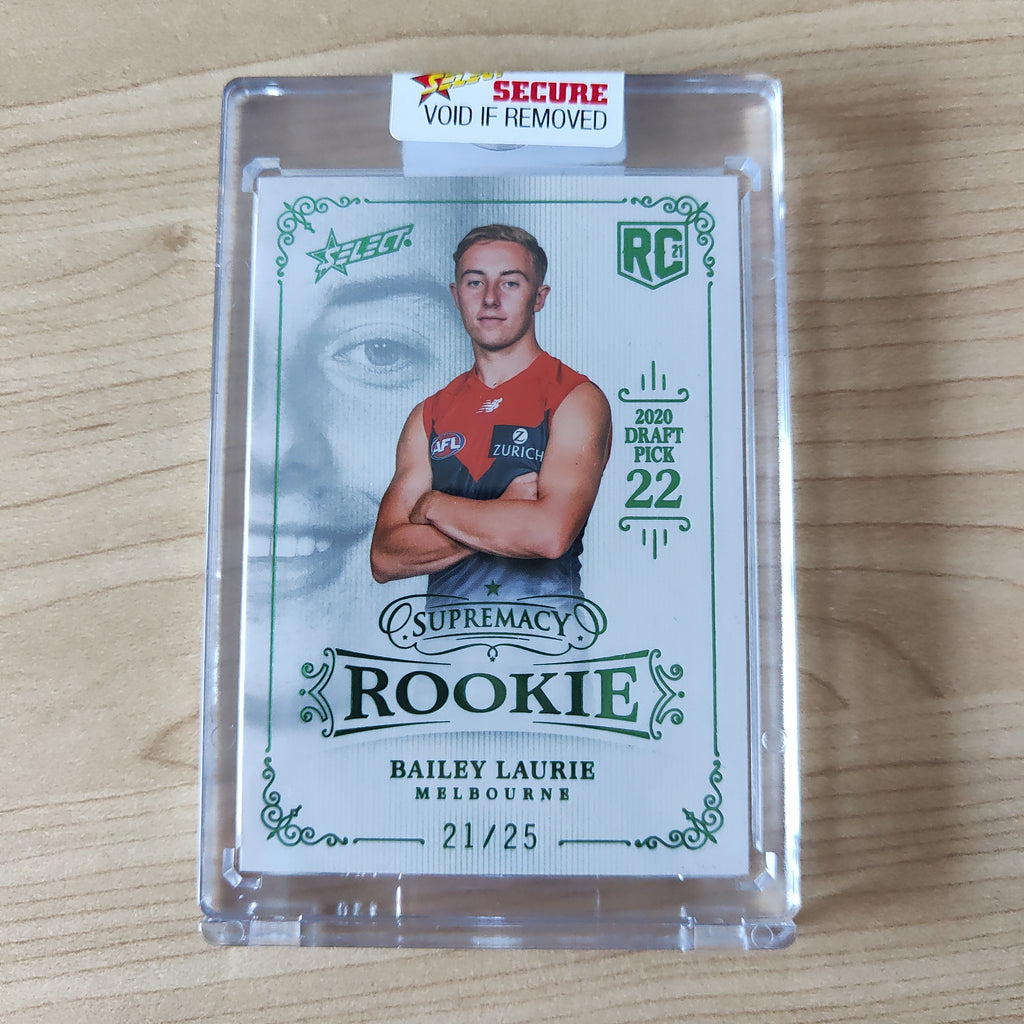 SELECT SECURE
VOID IF REMOVED
SELECT.
RC 21
2020
DRAFT
PICK
22
AFL
Z
ZURICH
SUPREMACY
ROOKIE
BAILEY LAURIE
MELBOURNE
21/25